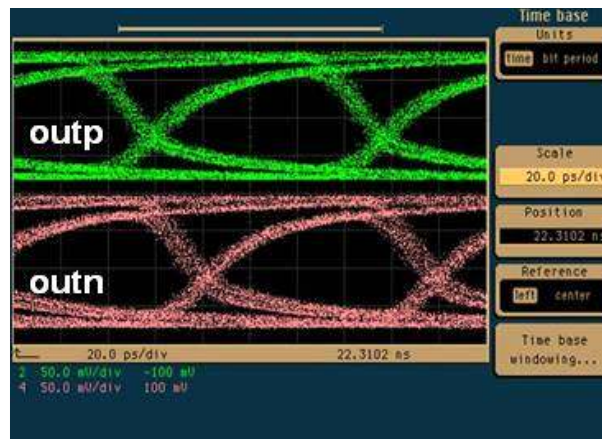 Time base
Units
time bit period
outp
Scale
20.0 ps/div
Position
22.3102 ns
outn
Reference
left center
Time base
windowing...
20.0 ps/div 22.3102 ns
2 50.0 mV/div -100 mV
4 50.0 mV/div 100 mV